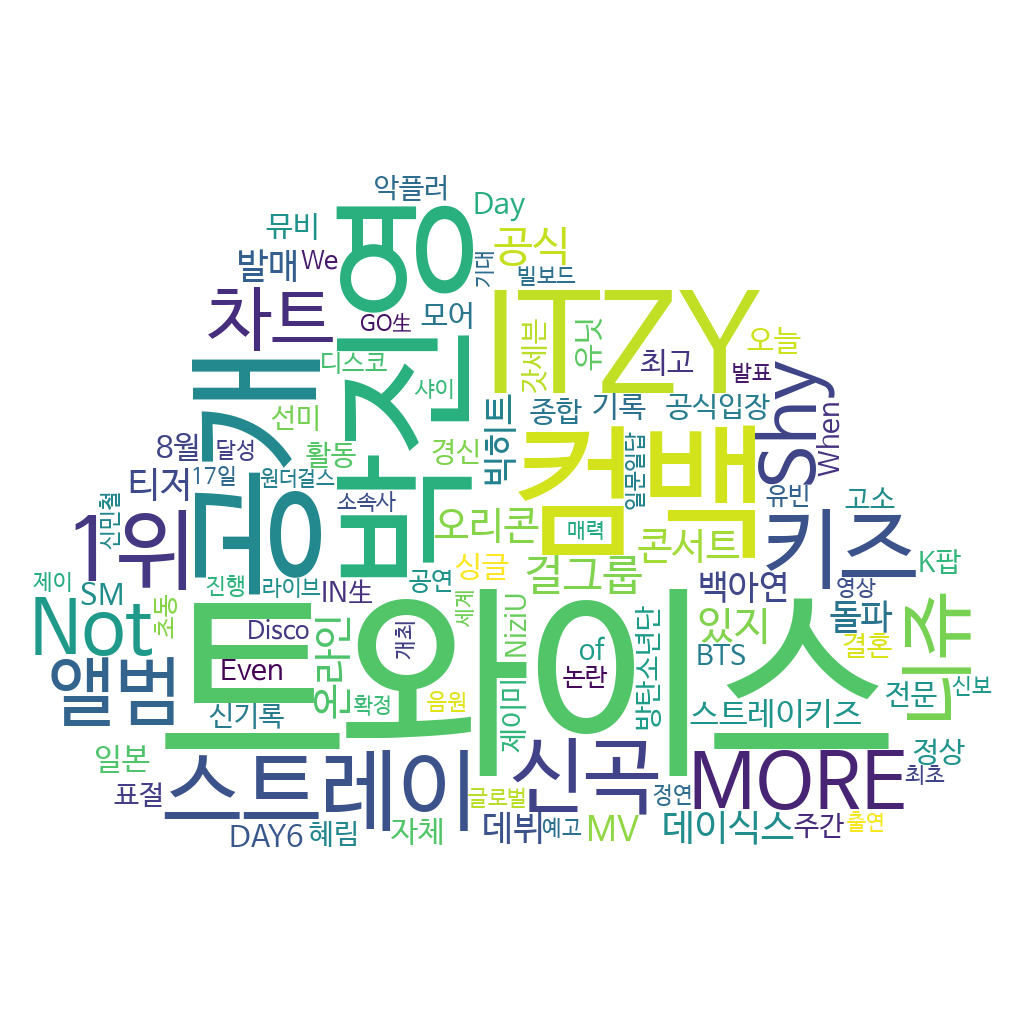 악플러
Day
뮤비
공식
발매
We
영
기대
빌보드
차트
GO生
모어
ITZY
유닛
오늘
디스코
박진
갓세븐
최고
발표
공개
샤이
Shy
선미
종합
기록
공식입장
When
8월
달성
활동
경신
빅히트
컴백
일문일답
티저
17일
원더걸스
유빈
고소
신민철
1위
소속사
오리콘
매력
콘서트
키즈
K팝
제이
SM
진행
라이브
IN生
공연
싱글
걸그룹
백아연
영상
Not
초동
Disco
온라인
개최
세계
NiziU
of
논란
방탄소년단
있지
BTS
돌파
결혼
니쥬
앨범
Even
트와이스
신기록
확정
음원
제이미
스트레이키즈
전문
신보
일본
스트레이
신곡
MORE
정상
표절
글로벌
정연
최초
DAY6
혜림
자체
데뷔
예고
MV
데이식스
주간
출연